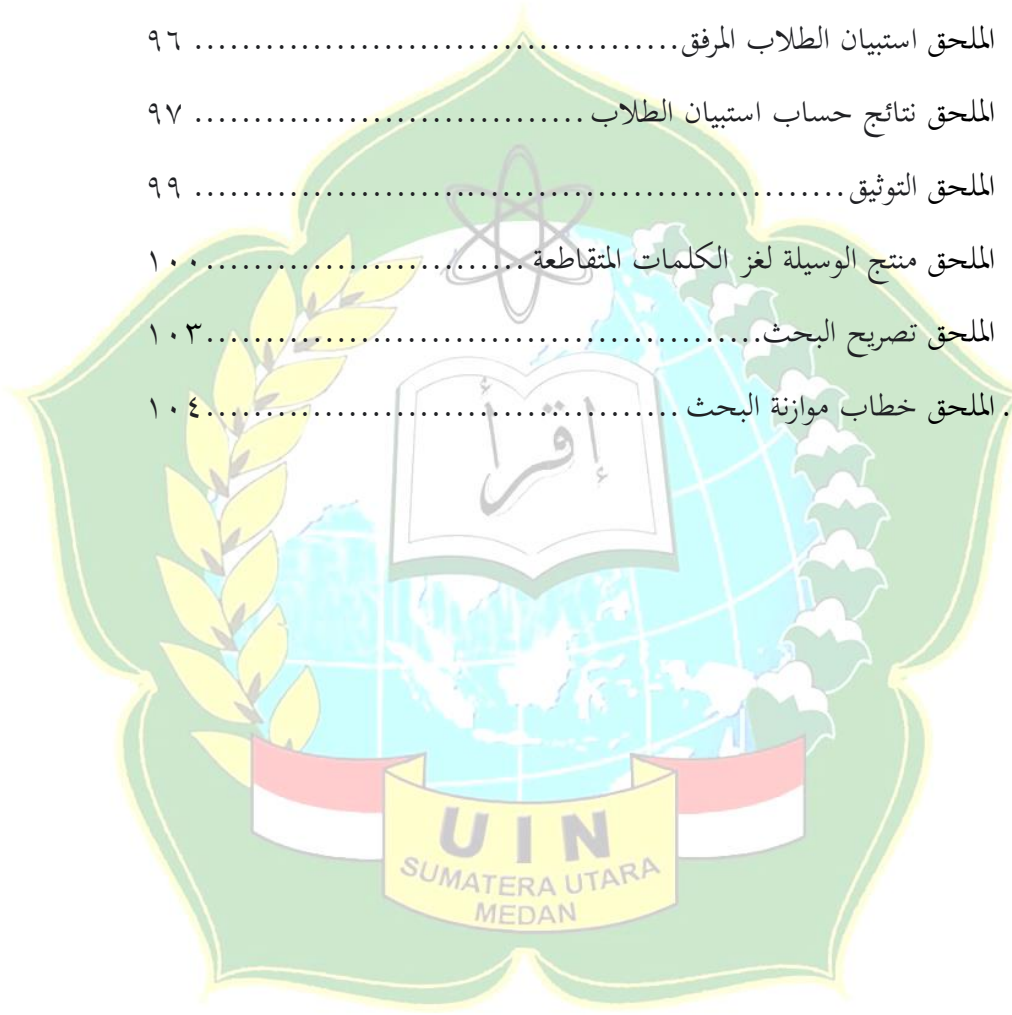 الملحق استبيان الطلاب المرفق........................................ ٩٦
الملحق نتائج حساب استبيان الطلاب ................................. ٩٧
الملحق التوثيق....................................................... ٩٩
الملحق منتج الوسيلة لغز الكلمات المتقاطعة ...........................١٠٠
الملحق تصريح البحث...............................................١٠٣
. الملحق خطاب موازنة البحث ........................................١٠٤
إقرأ
UIN
SUMATERA UTARA
MEDAN